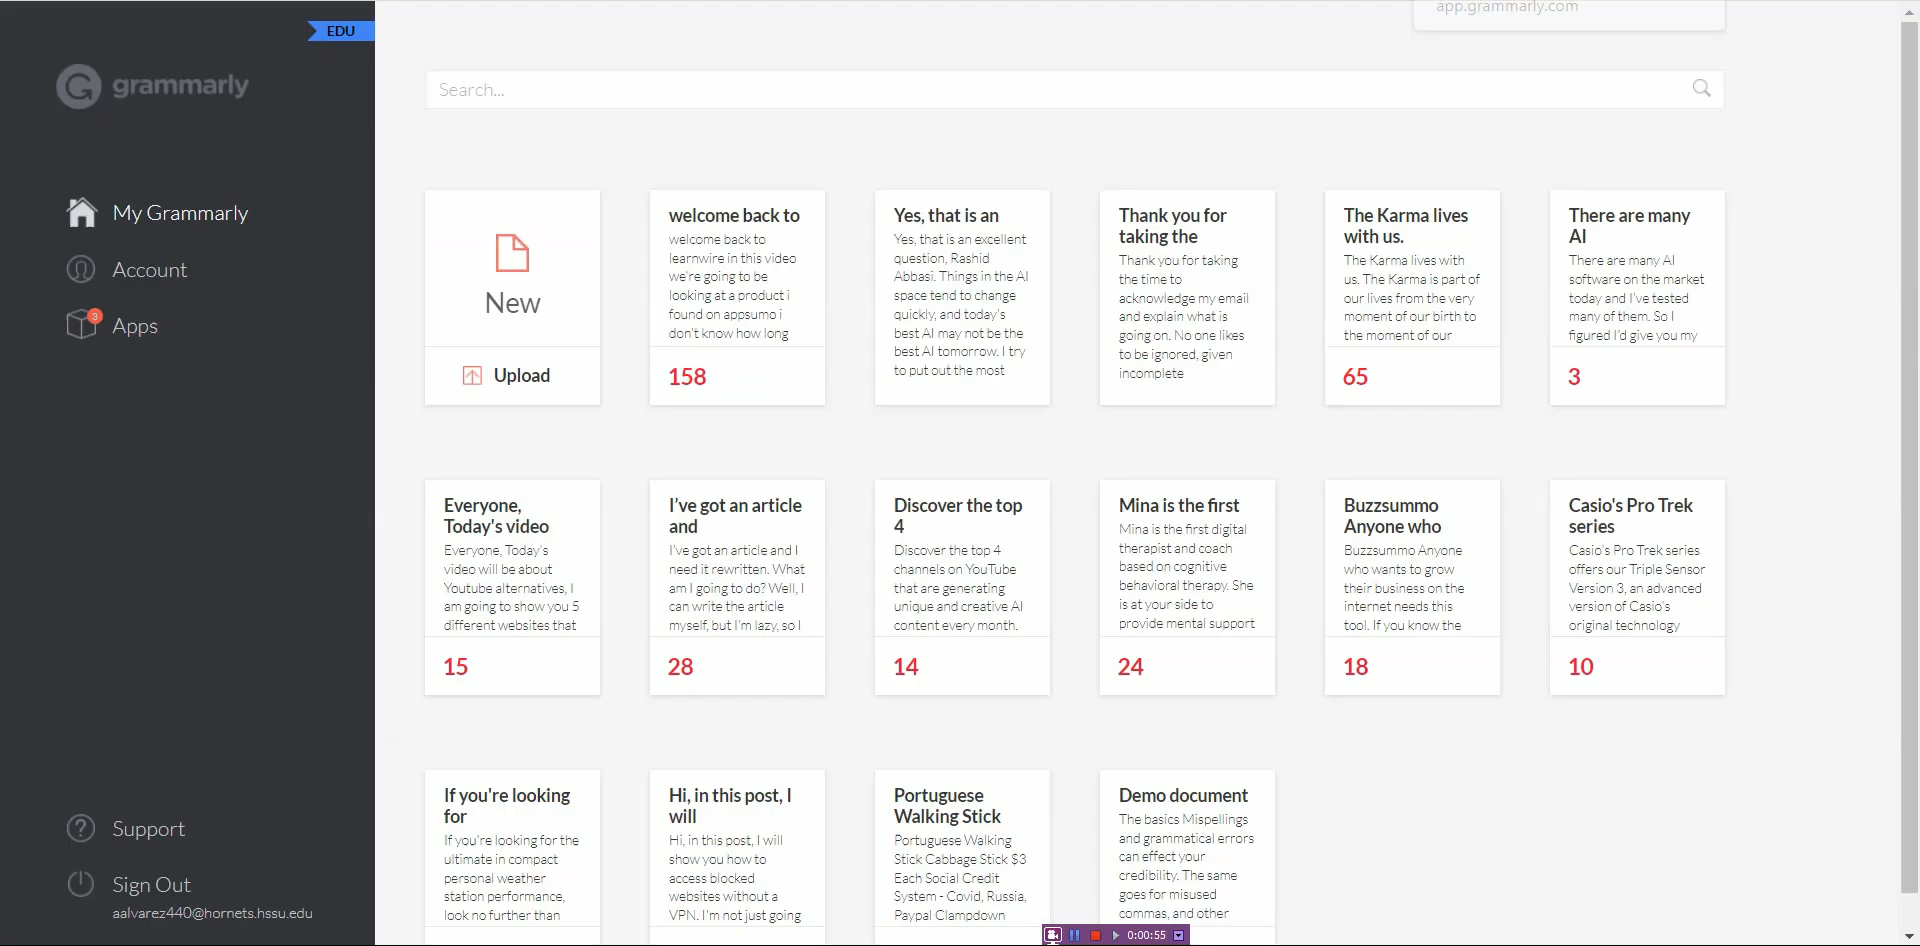 app.grammarly.com
EDU
grammarly
My Grammarly
Account
3
Apps
Support
Sign Out
aalvarez440@hornets.hssu.edu
Search...
New
Upload
welcome back to
welcome back to
learnwire in this video
we're going to be
looking at a product i
found on appsumo i
don't know how long
158
Yes, that is an
Yes, that is an excellent
question, Rashid
Abbasi. Things in the AI
space tend to change
quickly, and today's
best AI may not be the
best AI tomorrow. I try
to put out the most
Thank you for
taking the
Thank you for taking
the time to
acknowledge my email
and explain what is
going on. No one likes
to be ignored, given
incomplete
The Karma lives
with us.
The Karma lives with
us. The Karma is part of
our lives from the very
moment of our birth to
the moment of our
65
There are many
AI
There are many AI
software on the market
today and I've tested
many of them. So I
figured I'd give you my
3
Everyone,
Today's video
Everyone, Today's
video will be about
Youtube alternatives, I
am going to show you 5
different websites that
15
I've got an article
and
I've got an article and I
need it rewritten. What
am I going to do? Well, I
can write the article
myself, but I'm lazy, so I
28
Discover the top
4
Discover the top 4
channels on YouTube
that are generating
unique and creative AI
content every month.
14
Mina is the first
Mina is the first digital
therapist and coach
based on cognitive
behavioral therapy. She
is at your side to
provide mental support
24
Buzzsummo
Anyone who
Buzzsummo Anyone
who wants to grow
their business on the
internet needs this
tool. If you know the
18
Casio's Pro Trek
series
Casio's Pro Trek series
offers our Triple Sensor
Version 3, an advanced
version of Casio's
original technology
10
If you're looking
for
If you're looking for the
ultimate in compact
personal weather
station performance,
look no further than
Hi, in this post, I
will
Hi, in this post, I will
show you how to
access blocked
websites without a
VPN. I'm not just going
Portuguese
Walking Stick
Portuguese Walking
Stick Cabbage Stick $3
Each Social Credit
System - Covid, Russia,
Paypal Clampdown
Demo document
The basics Mispellings
and grammatical errors
can effect your
credibility. The same
goes for misused
commas, and other
0:00:55